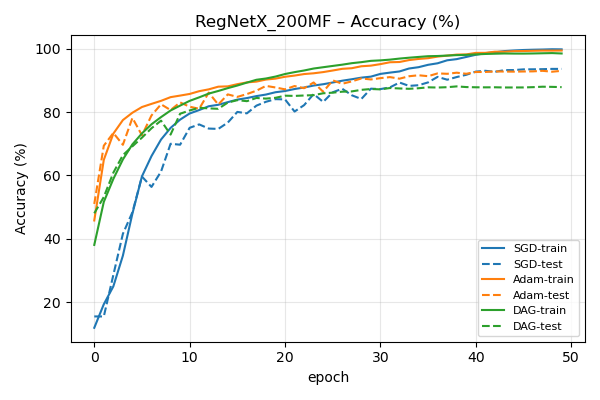 RegNetX_200MF – Accuracy (%)
Accuracy (%)
100
80
60
40
20
0
10
20
30
40
50
epoch
SGD-train
SGD-test
Adam-train
Adam-test
DAG-train
DAG-test